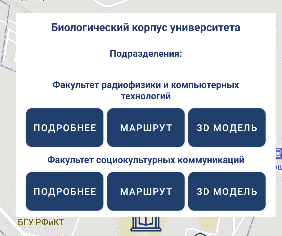 Биологический корпус университета
Подразделения:
Факультет радиофизики и компьютерных
технологий
ПОДРОБНЕЕ МАРШРУТ 3D МОДЕЛЬ
Факультет социокультурных коммуникаций
ПОДРОБНЕЕ МАРШРУТ 3D МОДЕЛЬ
БГУ РФиКТ